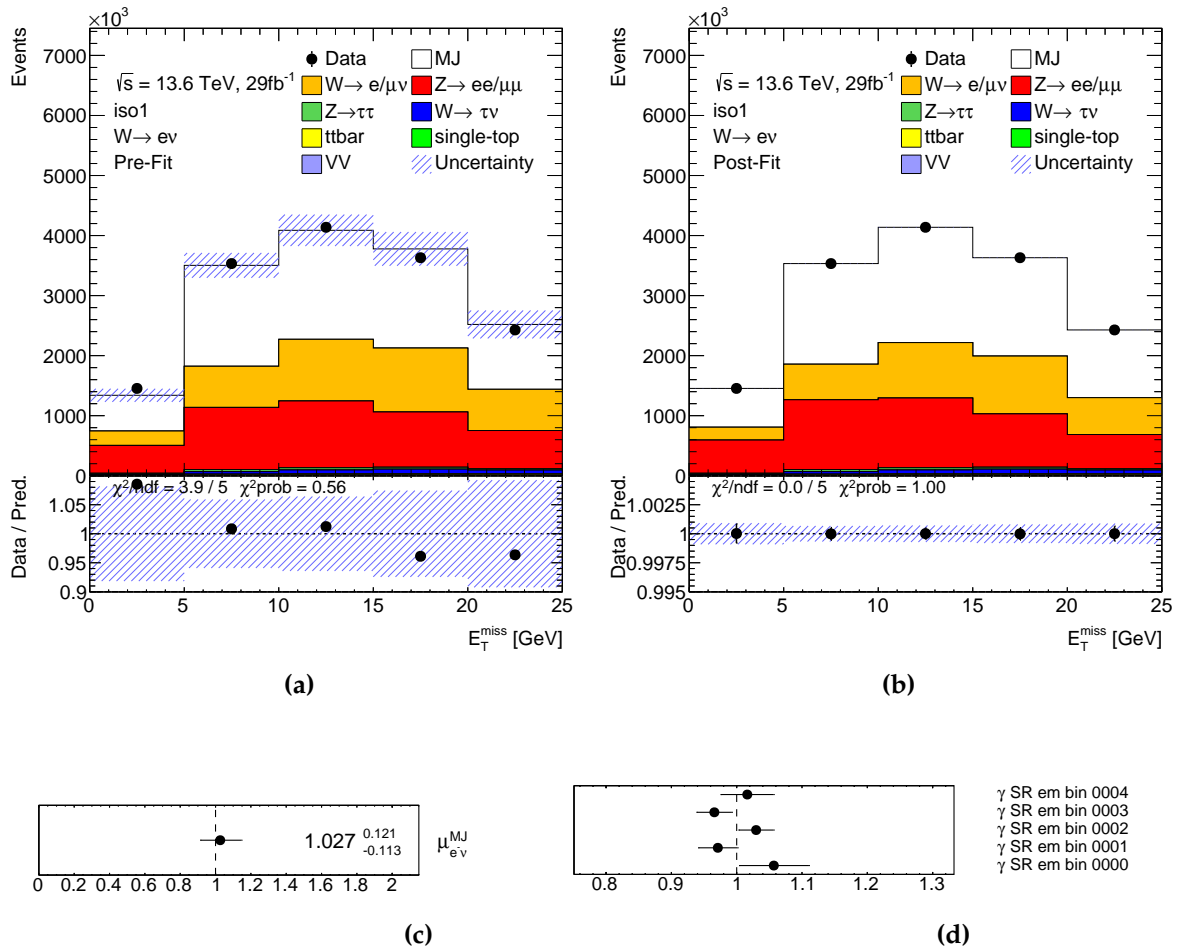 ×10³
Events
7000
6000
5000
4000
3000
2000
1000
0
√s = 13.6 TeV, 29fb⁻¹
iso1
W→ eν
Pre-Fit
Data
MJ
W→ e/μν
Z→ ee/μμ
Z→ττ
W→ τν
ttbar
single-top
VV
Uncertainty
χ²/ndf = 3.9 / 5 χ²prob = 0.56
Data / Pred.
1.05
1
0.95
0.9
0 5 10 15 20 25
E_T^miss [GeV]
(a)
×10³
Events
7000
6000
5000
4000
3000
2000
1000
0
√s = 13.6 TeV, 29fb⁻¹
iso1
W→ eν
Post-Fit
Data
MJ
W→ e/μν
Z→ ee/μμ
Z→ττ
W→ τν
ttbar
single-top
VV
Uncertainty
χ²/ndf = 0.0 / 5 χ²prob = 1.00
Data / Pred.
1.0025
1
0.9975
0.995
0 5 10 15 20 25
E_T^miss [GeV]
(b)
1.027 0.121 -0.113
μ^MJ_e⁻ν
0 0.2 0.4 0.6 0.8 1 1.2 1.4 1.6 1.8 2
(c)
γ SR em bin 0004
γ SR em bin 0003
γ SR em bin 0002
γ SR em bin 0001
γ SR em bin 0000
0.8 0.9 1 1.1 1.2 1.3
(d)